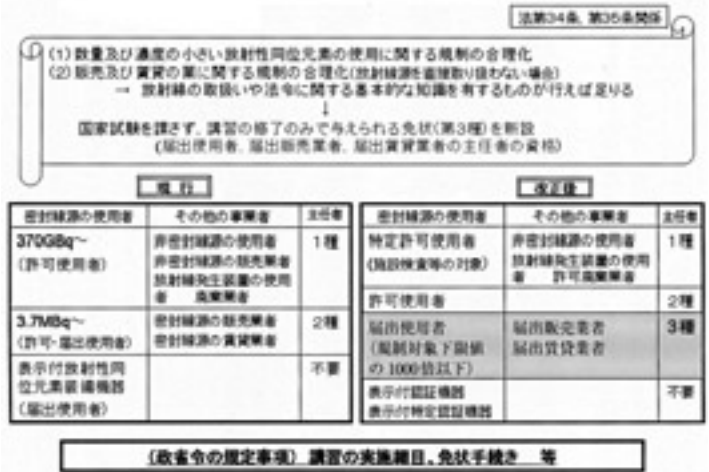 法第34条、第35条関係
(1) 数量及び濃度の小さい放射性同位元素の使用に関する規制の合理化
(2) 販売及び賃貸の業に関する規制の合理化(放射線源を直接取り扱わない場合)
→ 放射線の取扱いや法令に関する基本的な知識を有するものが行えば足りる
↓
国家試験を課さず、講習の修了のみで与えられる免状(第3種)を新設
(届出使用者、届出販売業者、届出賃貸業者の主任者の資格)
現行
密封線源の使用者 その他の事業者 主任者
370GBq～ 非密封線源の使用者 1種
(許可使用者) 非密封線源の販売業者
放射線発生装置の使用
者 廃棄業者
3.7MBq～ 密封線源の販売業者 2種
(許可・届出使用者) 密封線源の賃貸業者
表示付放射性同 不要
位元素装備機器
(届出使用者)
改正後
密封線源の使用者 その他の事業者 主任者
特定許可使用者 非密封線源の使用者 1種
(施設検査等の対象) 放射線発生装置の使用
者 許可廃棄業者
許可使用者 2種
届出使用者 届出販売業者 3種
(規制対象下限値 届出賃貸業者
の1000倍以下)
表示付認証機器 不要
表示付特定認証機器
(政省令の規定事項) 講習の実施細目、免状手続き 等